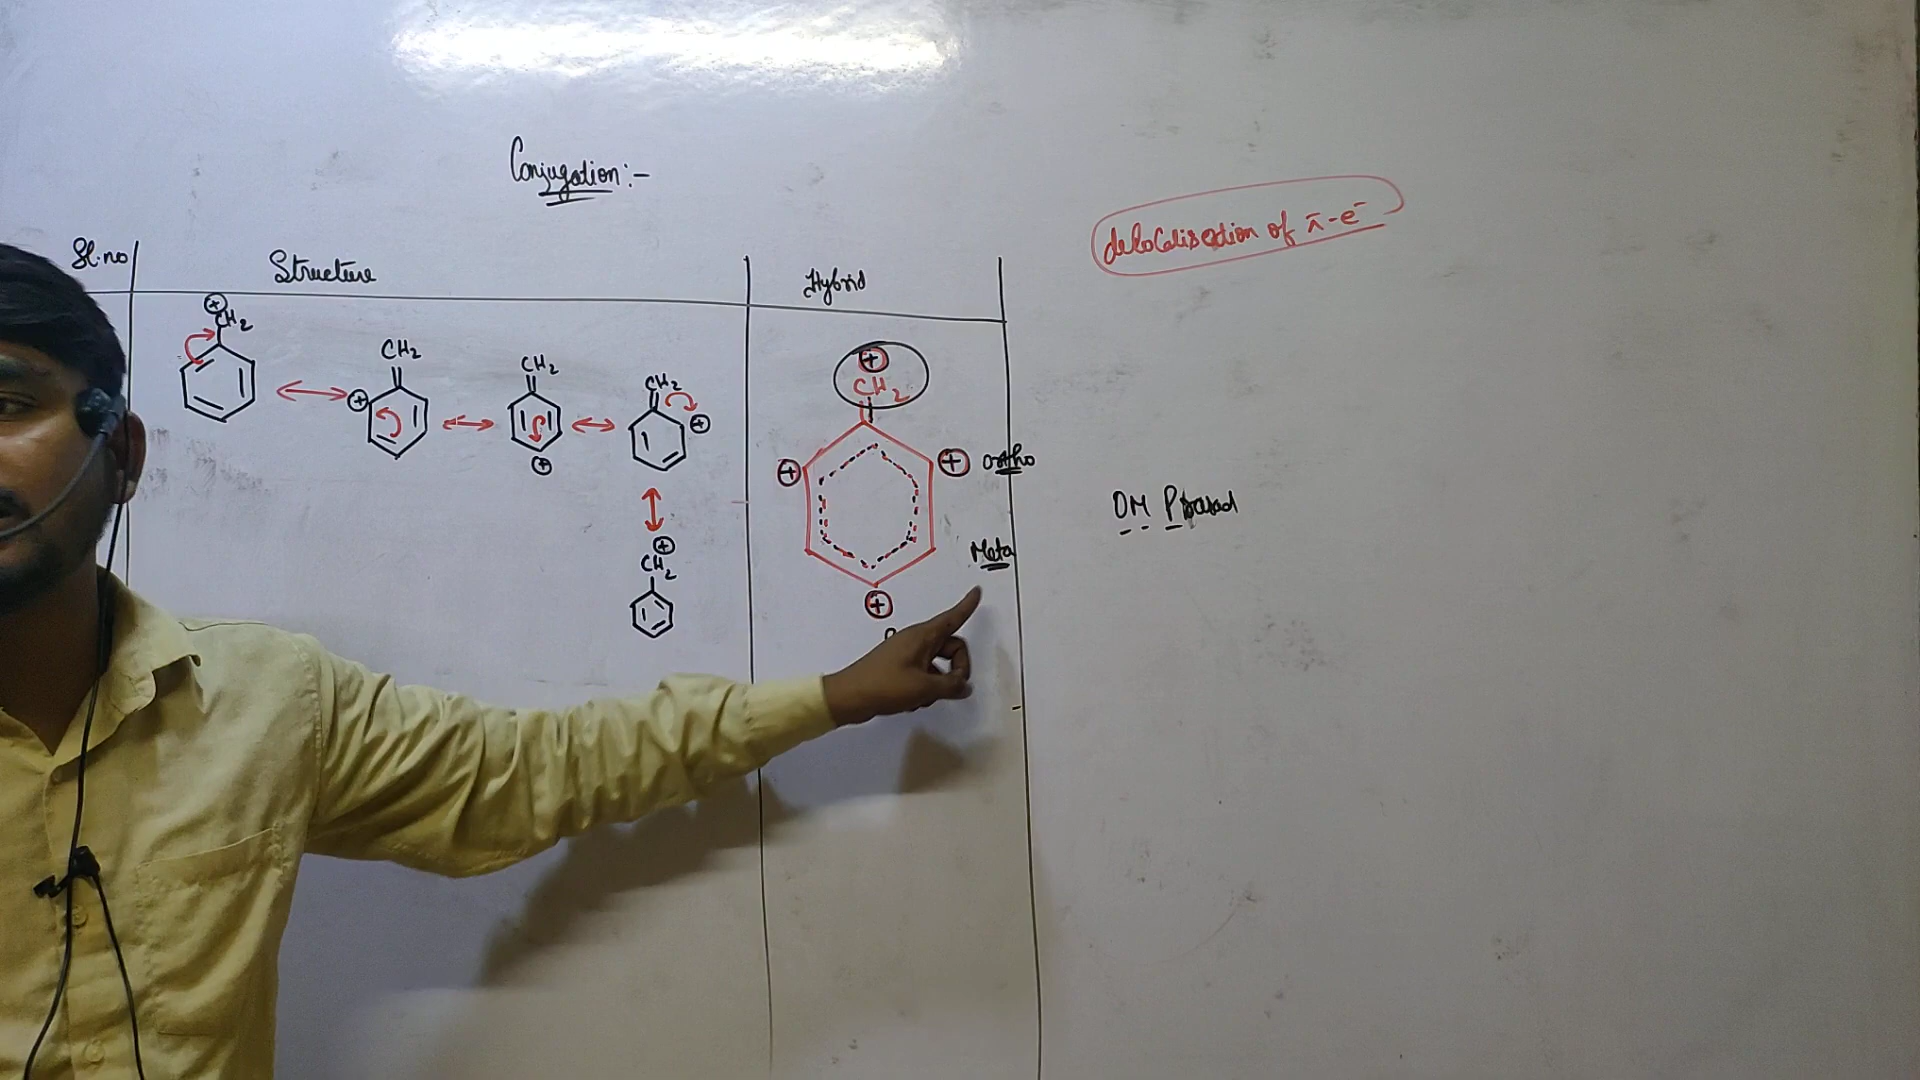 Conjugation:-
delocalisation of π-e⁻
Sl.no
Structure
Hybrid
⊕
CH2
CH2
⊕
CH2
⊕
CH2
⊕
⊕
CH2
⊕
CH2
⊕
⊕ ortho
Meta
⊕
OM Prasad